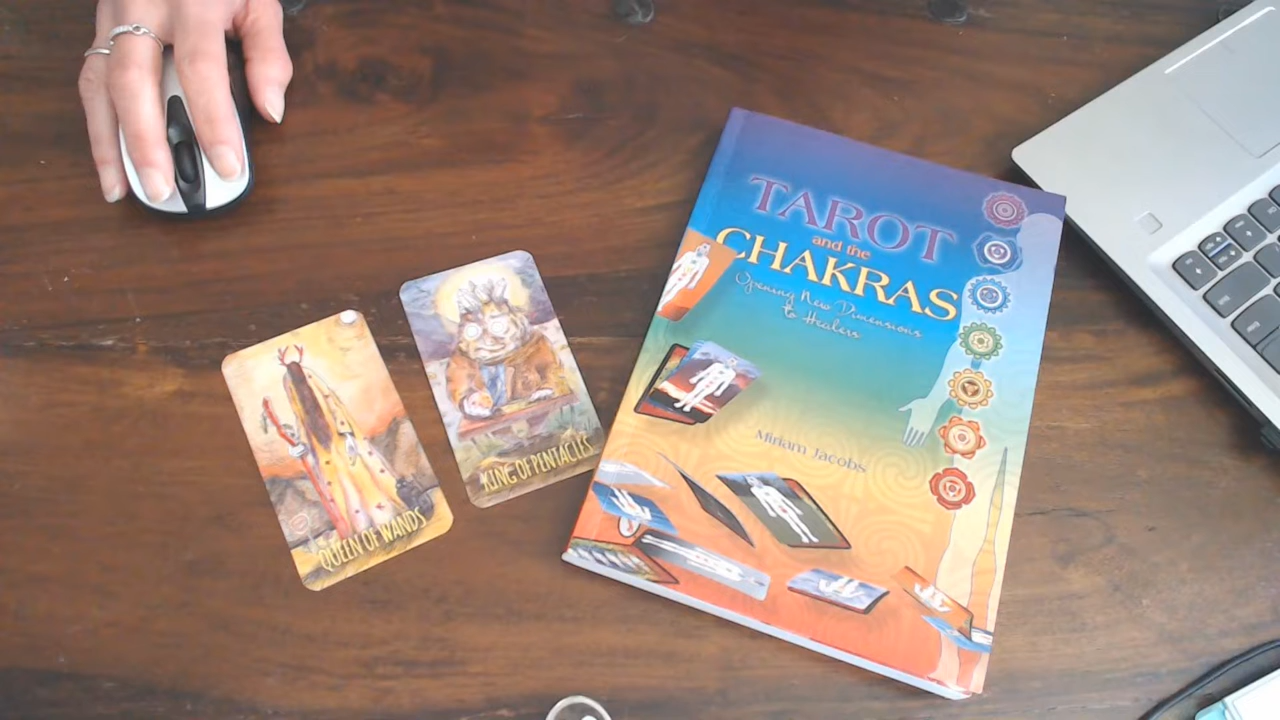 TAROT
and the
CHAKRAS
Opening New Dimensions
to Healers
Miriam Jacobs
KING OF PENTACLES
QUEEN OF WANDS